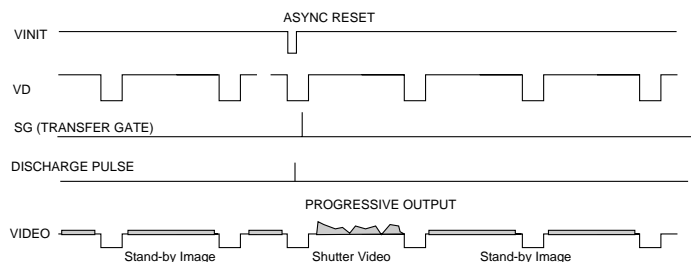 ASYNC RESET
VINIT
VD
SG (TRANSFER GATE)
DISCHARGE PULSE
PROGRESSIVE OUTPUT
VIDEO
Stand-by Image Shutter Video Stand-by Image